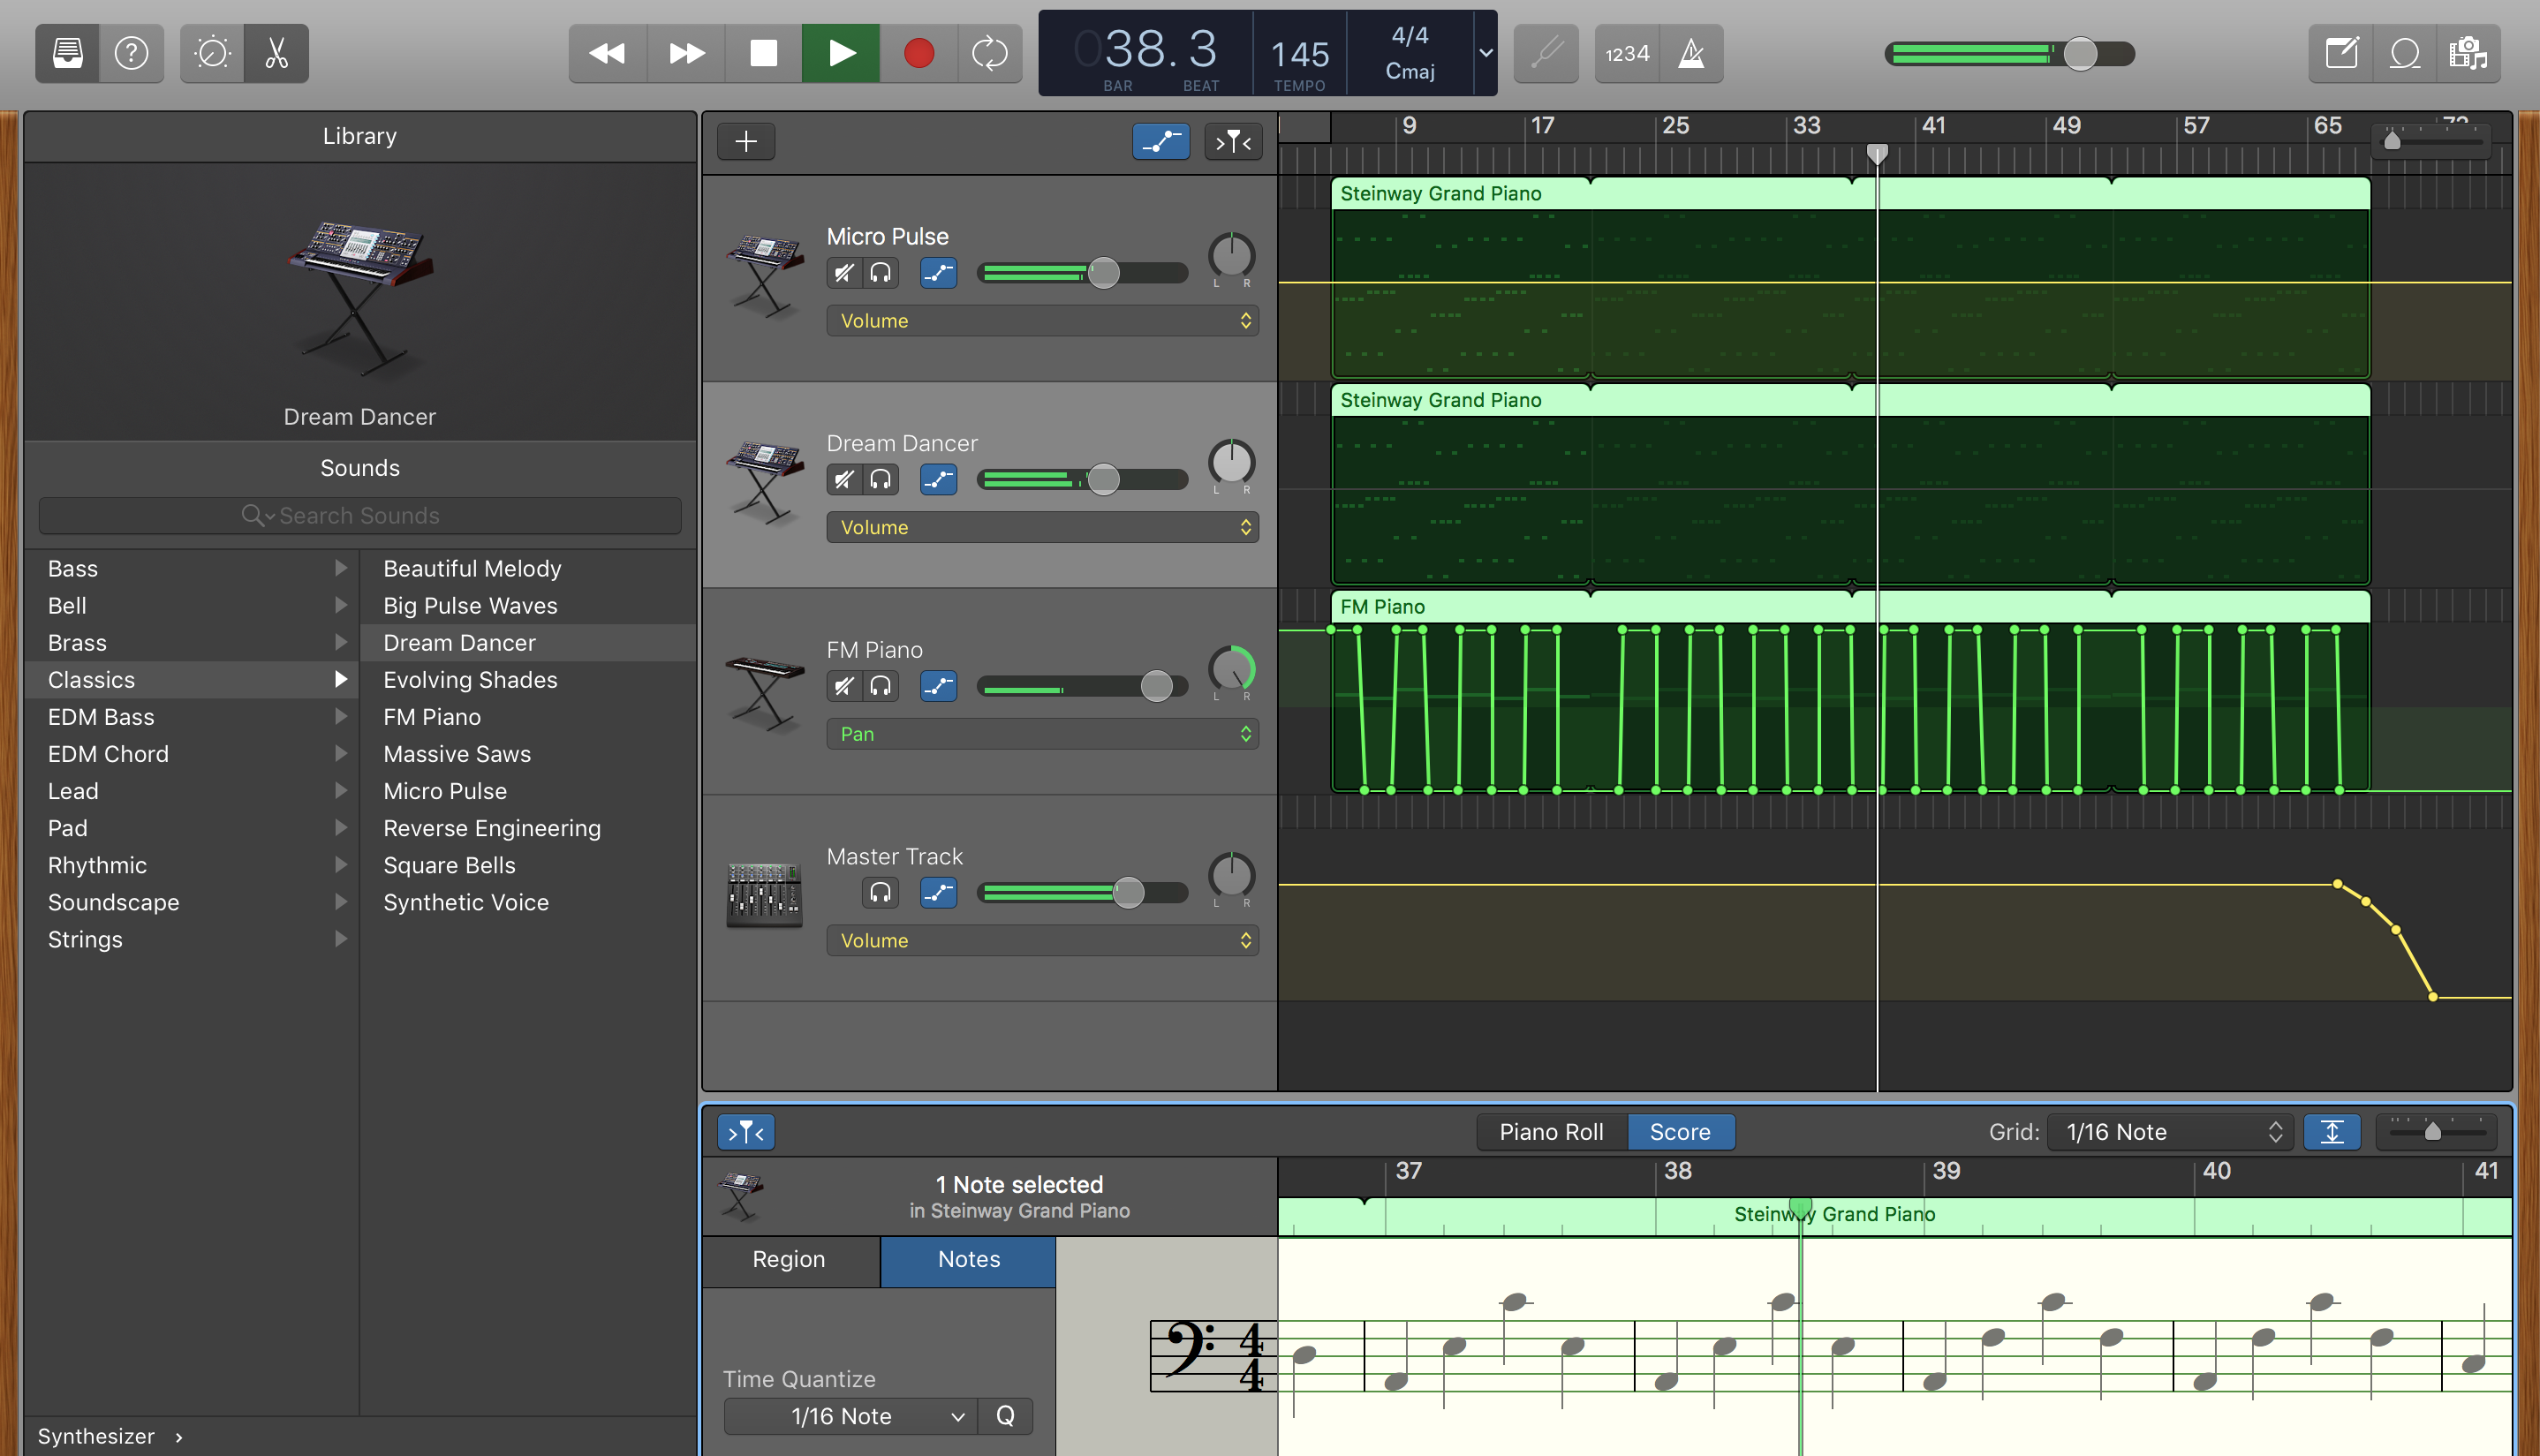 038.3
BAR
BEAT
145
TEMPO
4/4
Cmaj
1234
Library
Dream Dancer
Sounds
Search Sounds
Bass
Bell
Brass
Classics
EDM Bass
EDM Chord
Lead
Pad
Rhythmic
Soundscape
Strings
Beautiful Melody
Big Pulse Waves
Dream Dancer
Evolving Shades
FM Piano
Massive Saws
Micro Pulse
Reverse Engineering
Square Bells
Synthetic Voice
Synthesizer
9 17 25 33 41 49 57 65 73
Micro Pulse
L R
Volume
Steinway Grand Piano
Dream Dancer
L R
Volume
Steinway Grand Piano
FM Piano
L R
Pan
FM Piano
Master Track
L R
Volume
Piano Roll
Score
Grid: 1/16 Note
1 Note selected
in Steinway Grand Piano
37 38 39 40 41
Steinway Grand Piano
Region
Notes
4
4
Time Quantize
1/16 Note
Q